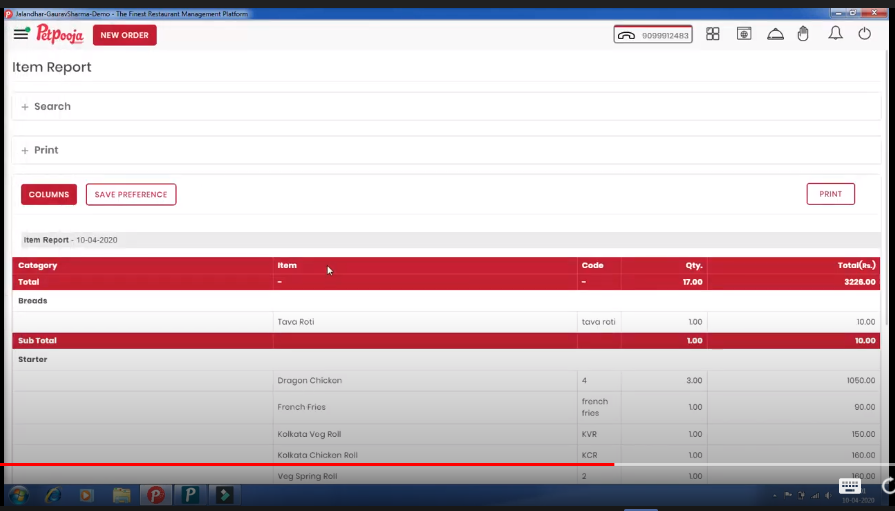 Jalandhar-GauravSharma-Demo - The Finest Restaurant Management Platform
Petpooja NEW ORDER 9099912483
Item Report
+ Search
+ Print
COLUMNS SAVE PREFERENCE PRINT
Item Report - 10-04-2020
Category Item Code Qty. Total(Rs.)
Total - - 17.00 3228.00
Breads
Tava Roti tava roti 1.00 10.00
Sub Total 1.00 10.00
Starter
Dragon Chicken 4 3.00 1050.00
French Fries french fries 1.00 90.00
Kolkata Veg Roll KVR 1.00 150.00
Kolkata Chicken Roll KCR 1.00 160.00
Veg Spring Roll 2 1.00 160.00
10-04-2020